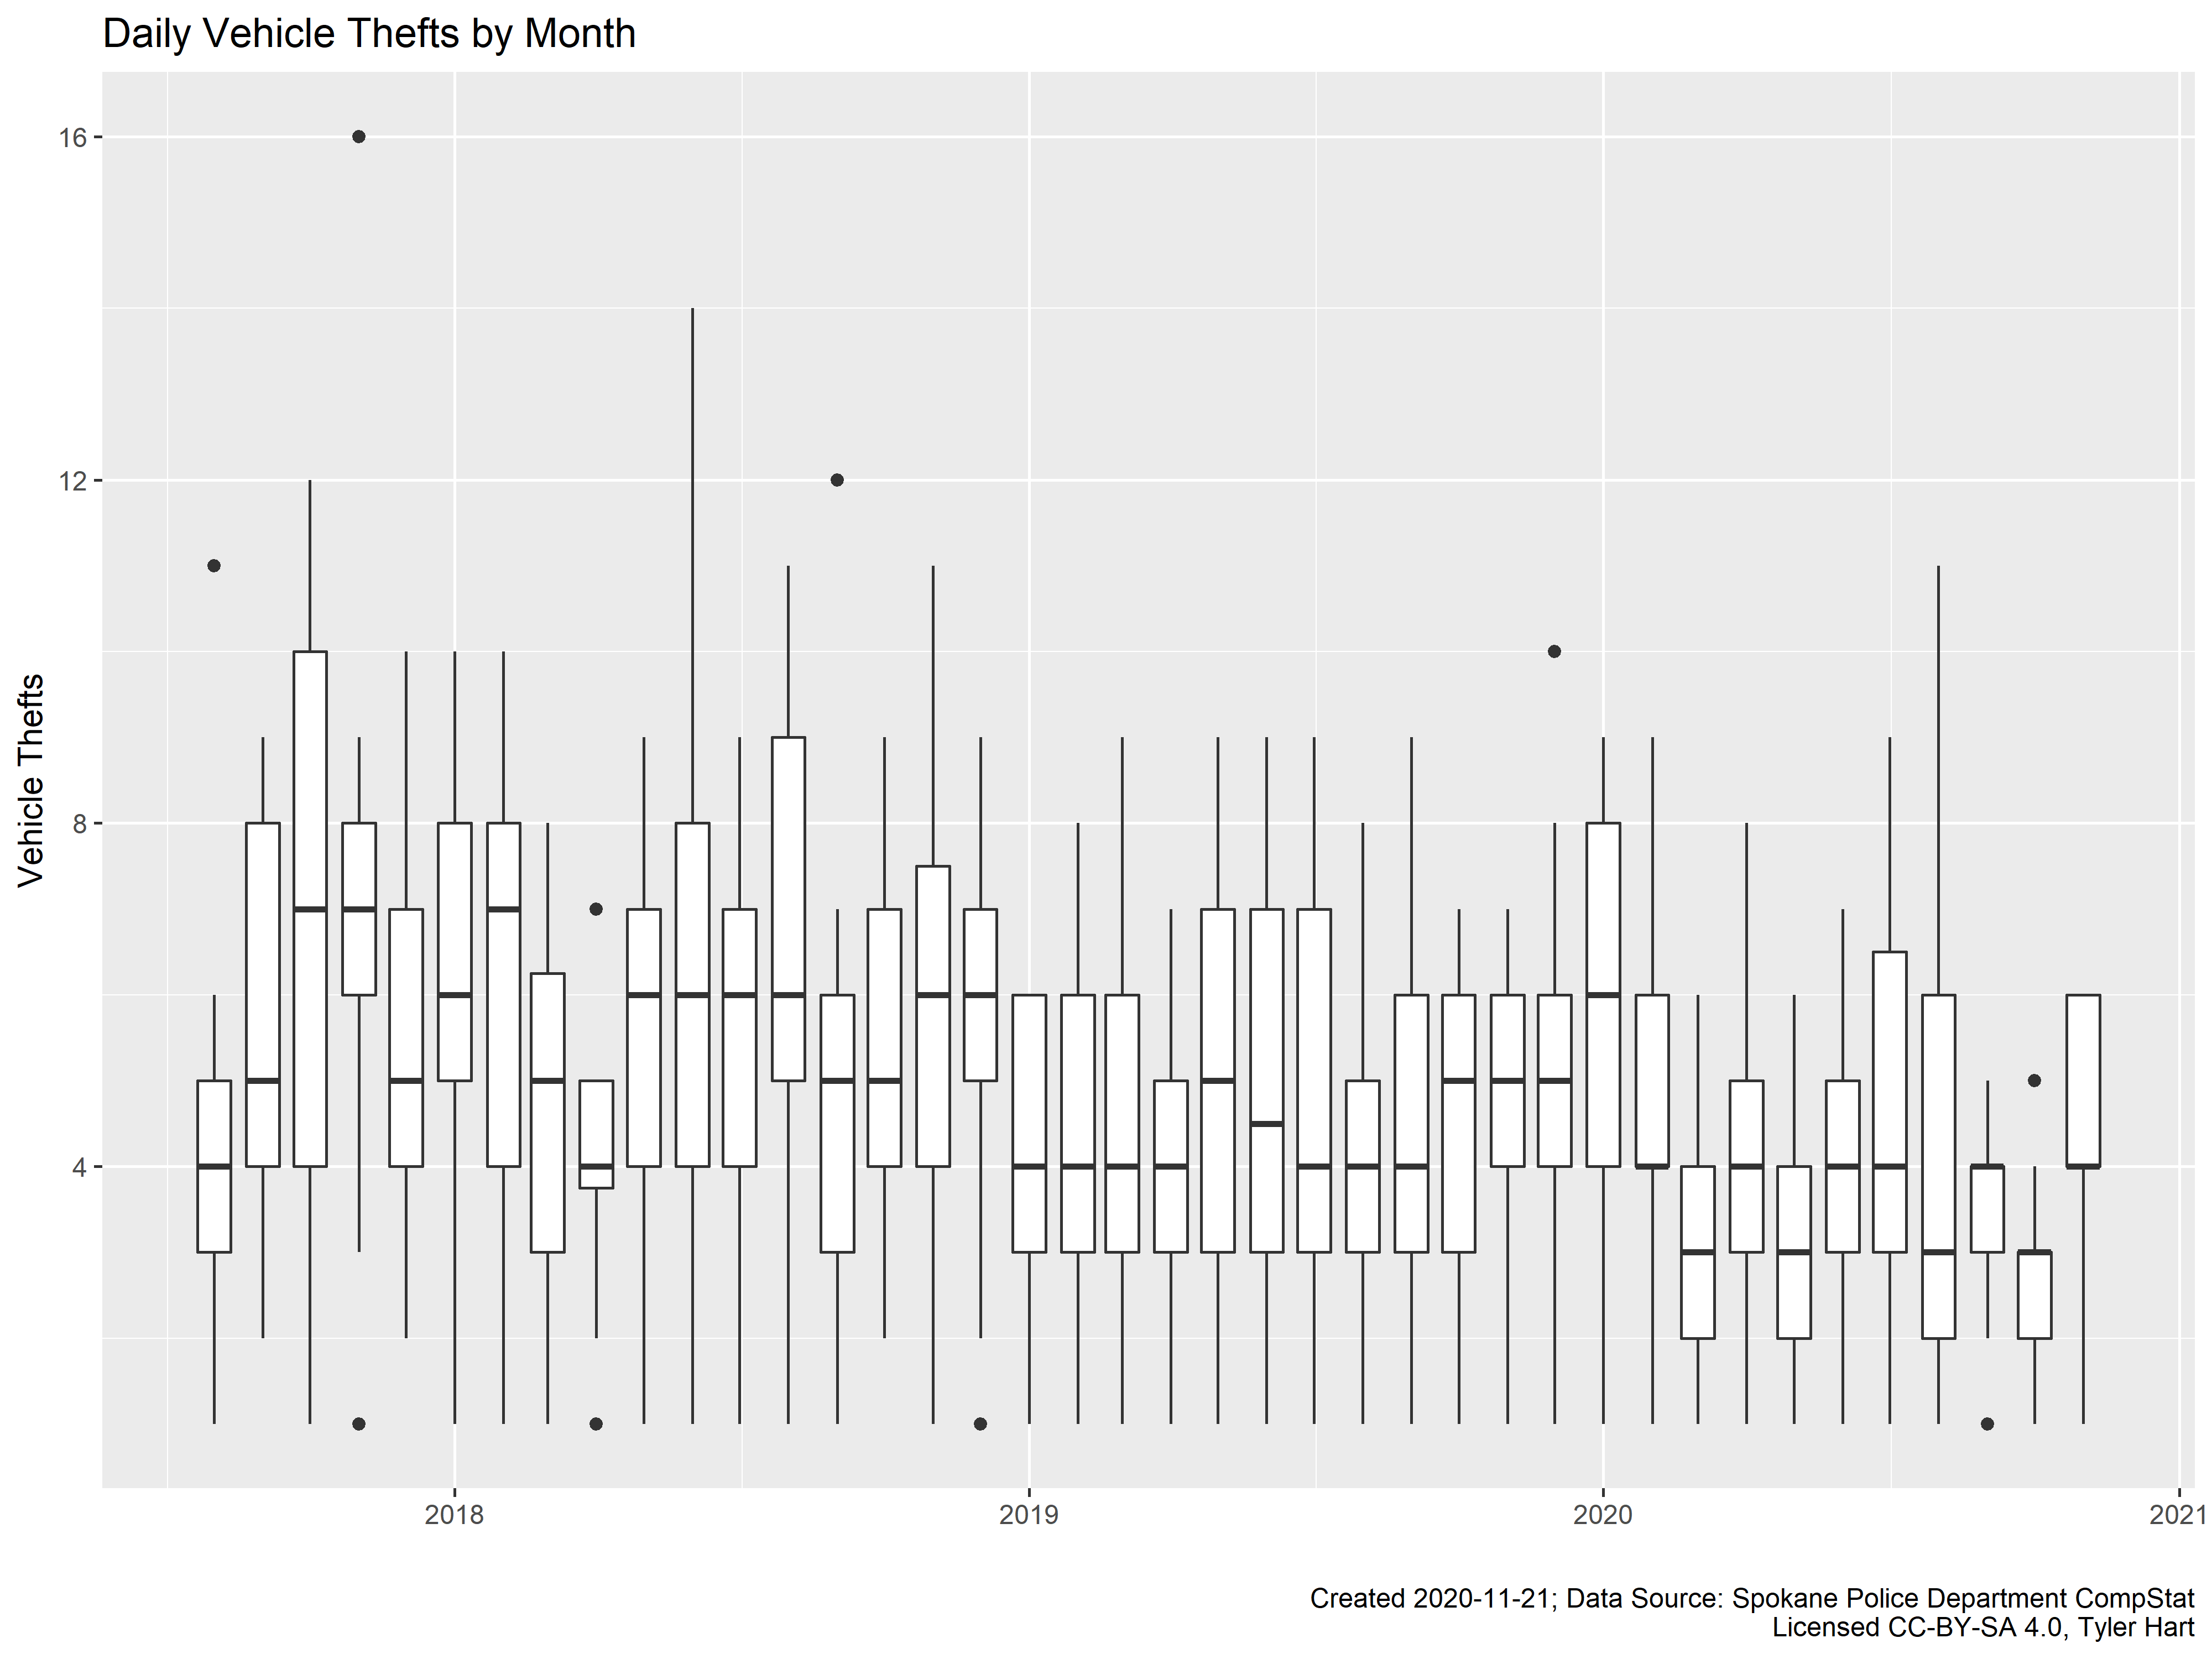 Daily Vehicle Thefts by Month
Vehicle Thefts
16
12
8
4
2018
2019
2020
2021
Created 2020-11-21; Data Source: Spokane Police Department CompStat
Licensed CC-BY-SA 4.0, Tyler Hart